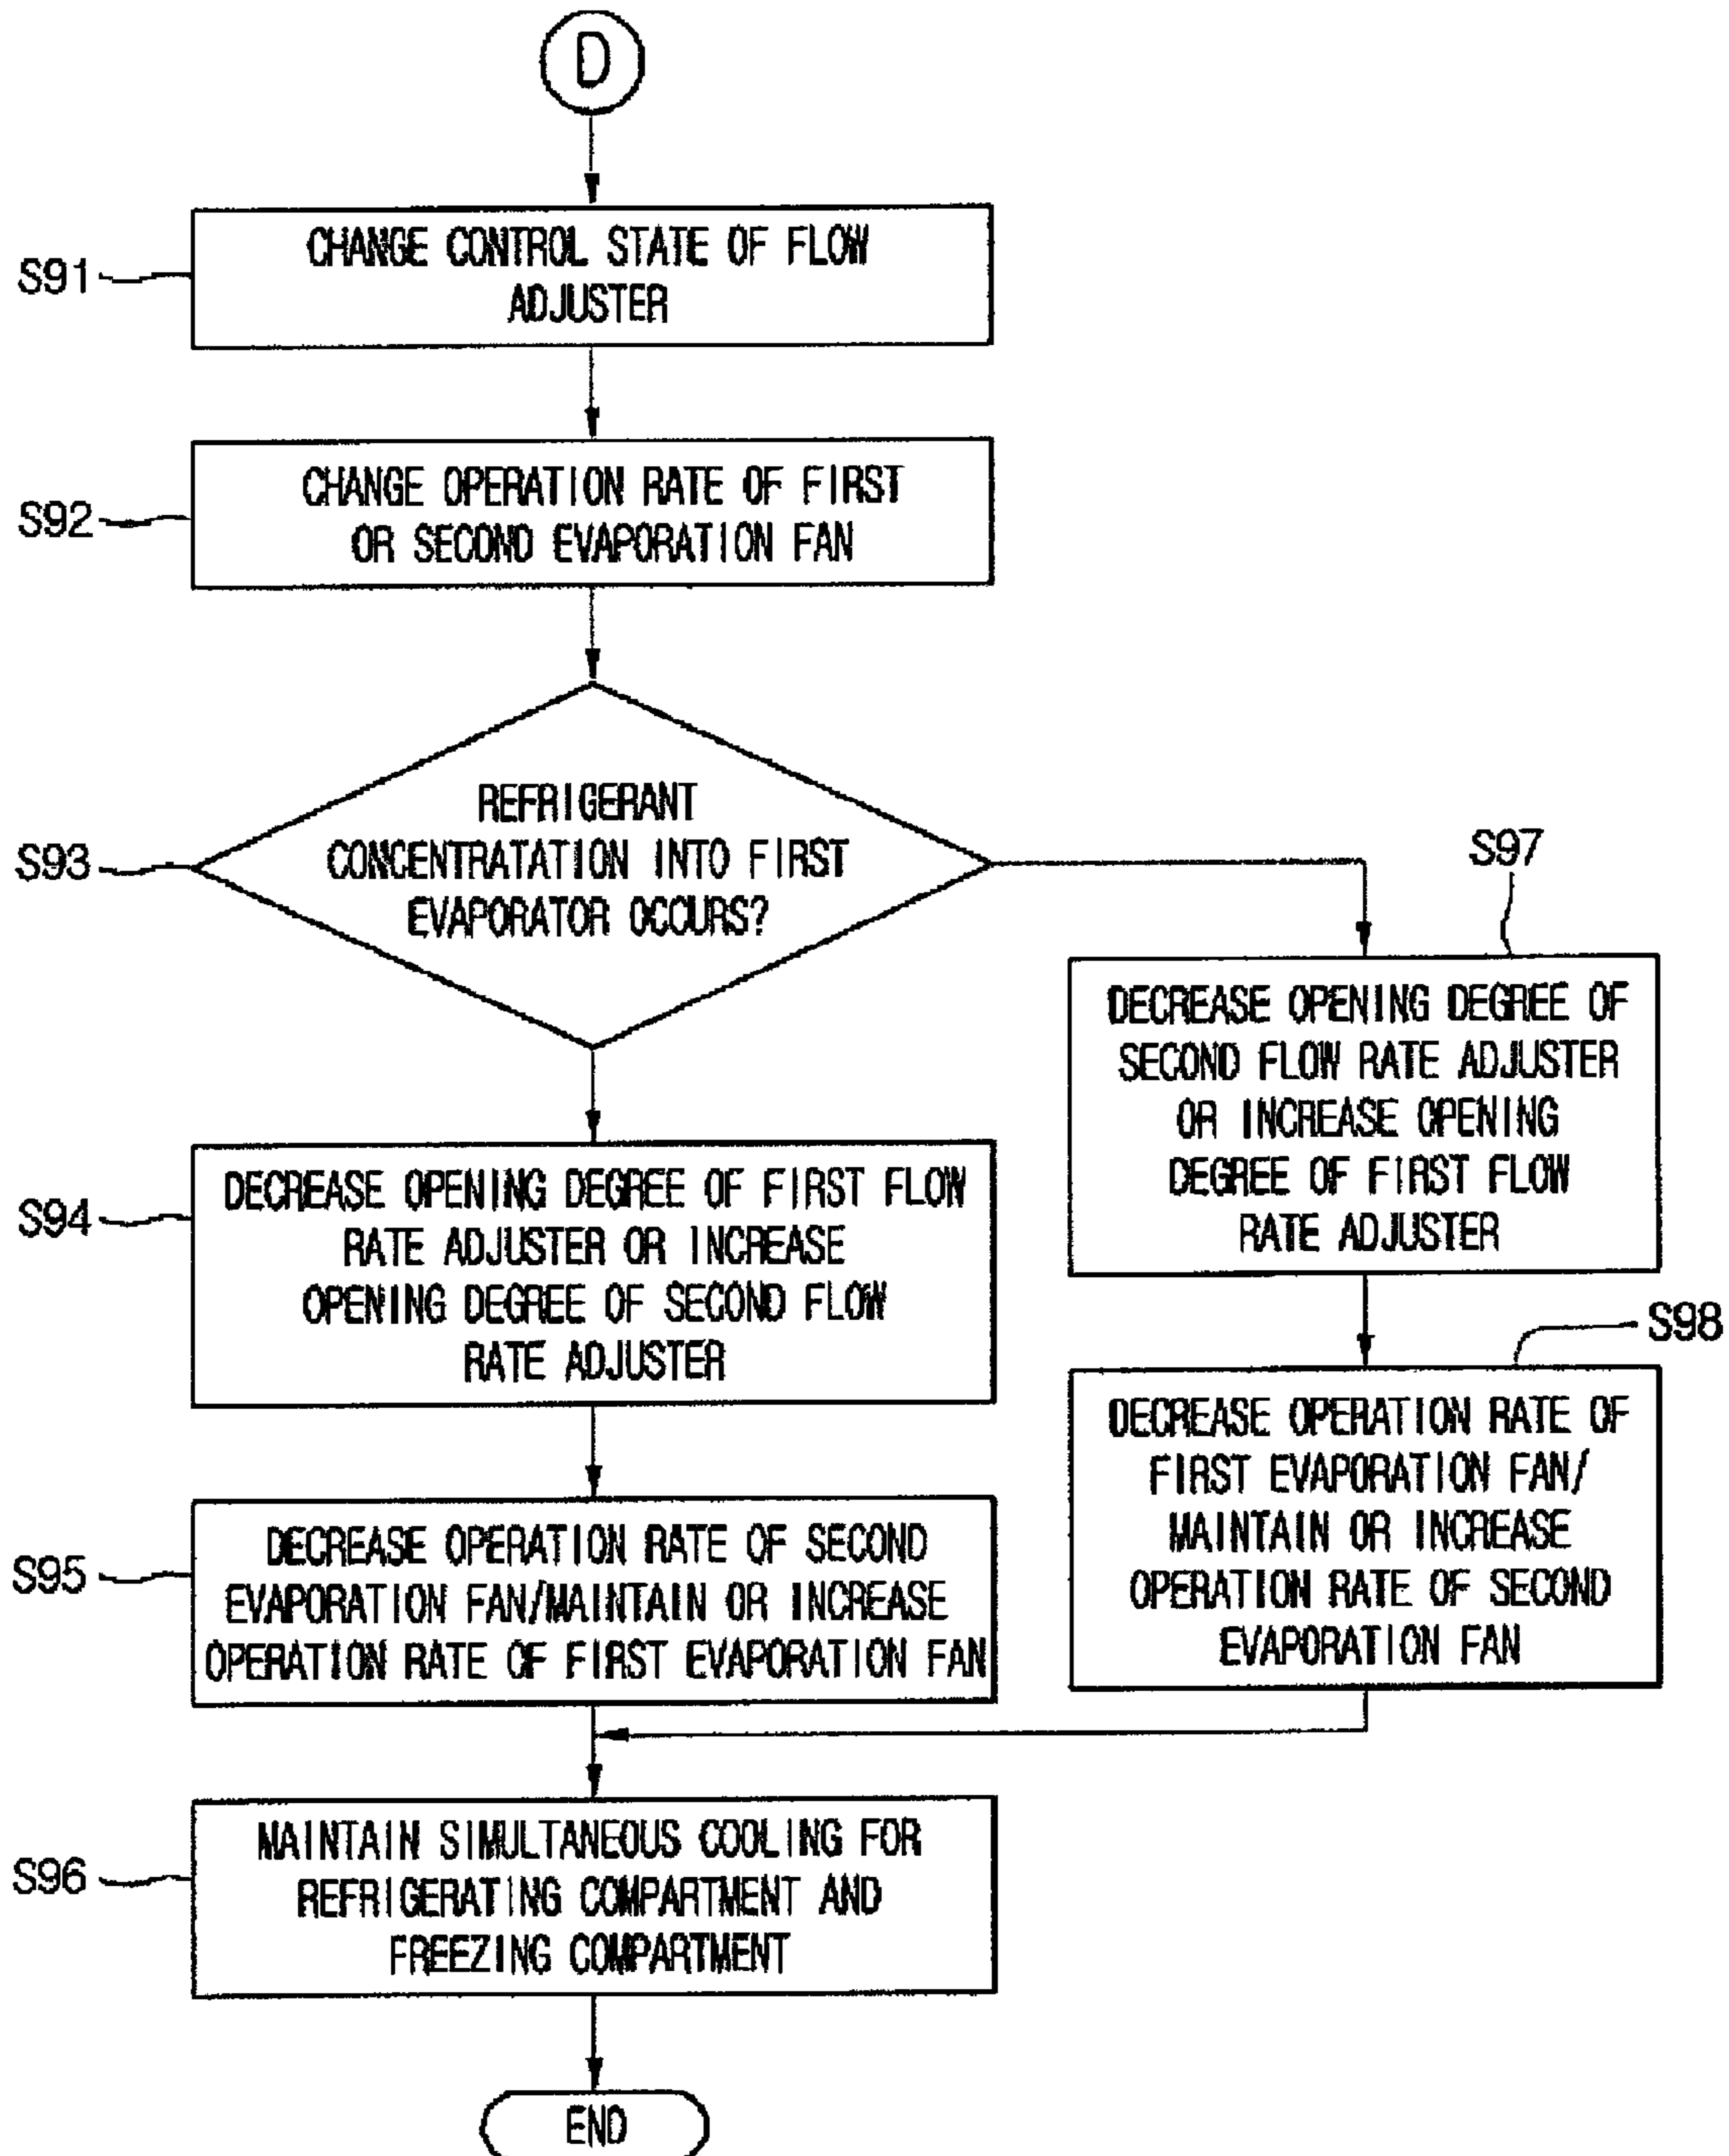 D
S91
CHANGE CONTROL STATE OF FLOW
ADJUSTER
S92
CHANGE OPERATION RATE OF FIRST
OR SECOND EVAPORATION FAN
S93
REFRIGERANT
CONCENTRATATION INTO FIRST
EVAPORATOR OCCURS?
S97
DECREASE OPENING DEGREE OF
SECOND FLOW RATE ADJUSTER
OR INCREASE OPENING
DEGREE OF FIRST FLOW
RATE ADJUSTER
S94
DECREASE OPENING DEGREE OF FIRST FLOW
RATE ADJUSTER OR INCREASE
OPENING DEGREE OF SECOND FLOW
RATE ADJUSTER
S98
DECREASE OPERATION RATE OF
FIRST EVAPORATION FAN/
MAINTAIN OR INCREASE
OPERATION RATE OF SECOND
EVAPORATION FAN
S95
DECREASE OPERATION RATE OF SECOND
EVAPORATION FAN/MAINTAIN OR INCREASE
OPERATION RATE OF FIRST EVAPORATION FAN
S96
MAINTAIN SIMULTANEOUS COOLING FOR
REFRIGERATING COMPARTMENT AND
FREEZING COMPARTMENT
END